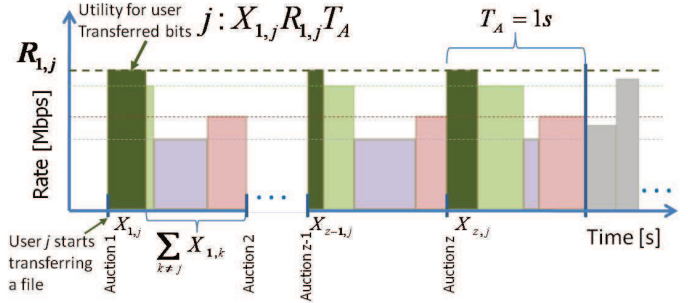 Utility for user
Transferred bits
j : X1,jR1,jTA
TA = 1s
R1,j
Rate [Mbps]
X1,j
Xz−1,j
Xz,j
Time [s]
User j starts
transferring
a file
Auction 1
∑k≠j X1,k
Auction 2
Auction z-1
Auction z